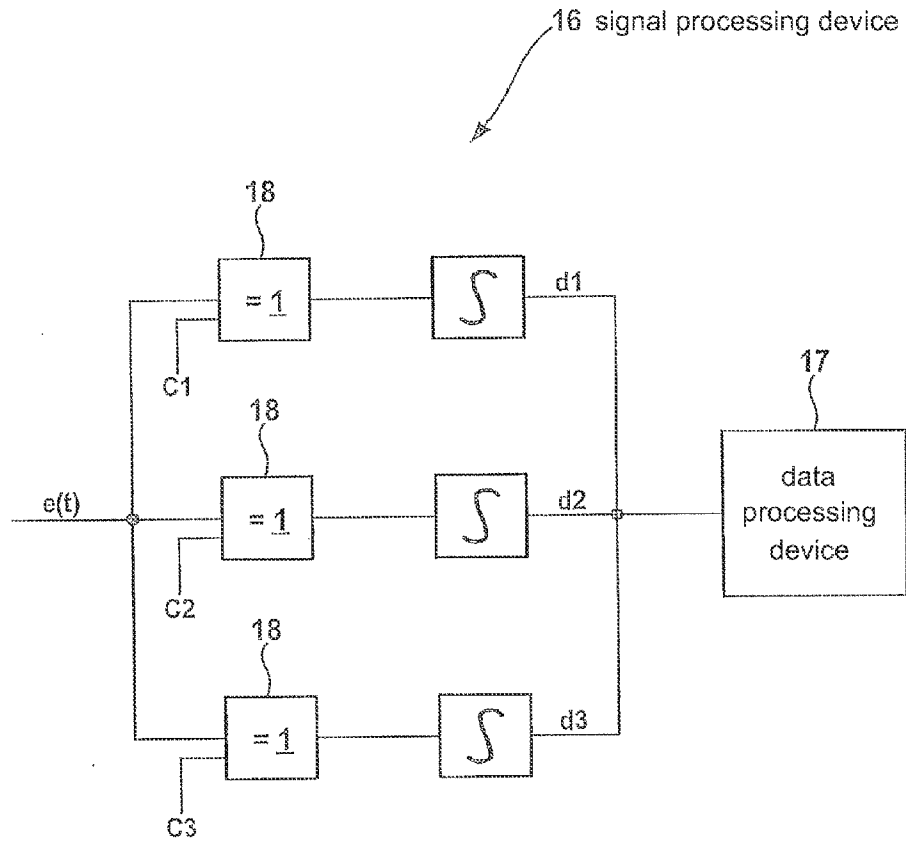 16 signal processing device
18
= 1
∫
d1
C1
17
data
processing
device
18
e(t)
= 1
∫
d2
C2
18
= 1
∫
d3
C3